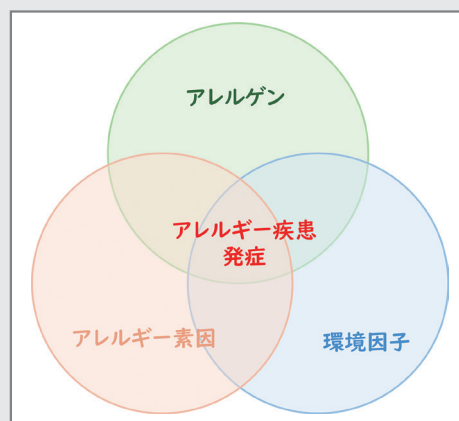 アレルゲン
アレルギー疾患
発症
アレルギー素因
環境因子